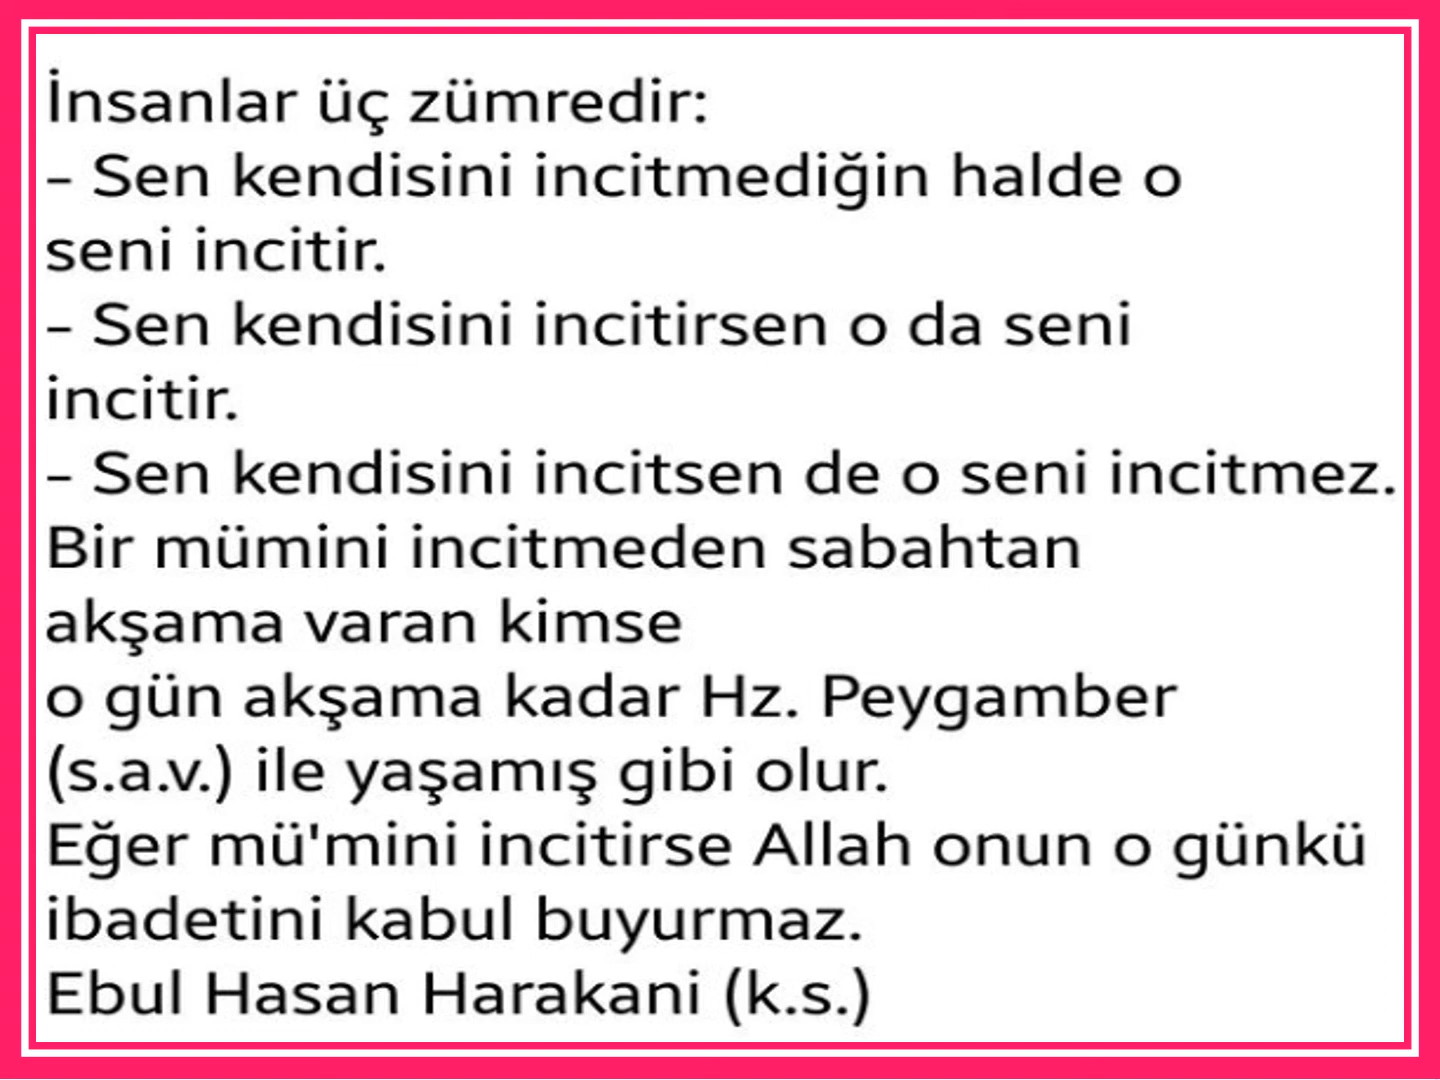 İnsanlar üç zümredir:
- Sen kendisini incitmediğin halde o
seni incitir.
- Sen kendisini incitirsen o da seni
incitir.
- Sen kendisini incitsen de o seni incitmez.
Bir mümini incitmeden sabahtan
akşama varan kimse
o gün akşama kadar Hz. Peygamber
(s.a.v.) ile yaşamış gibi olur.
Eğer mü'mini incitirse Allah onun o günkü
ibadetini kabul buyurmaz.
Ebul Hasan Harakani (k.s.)